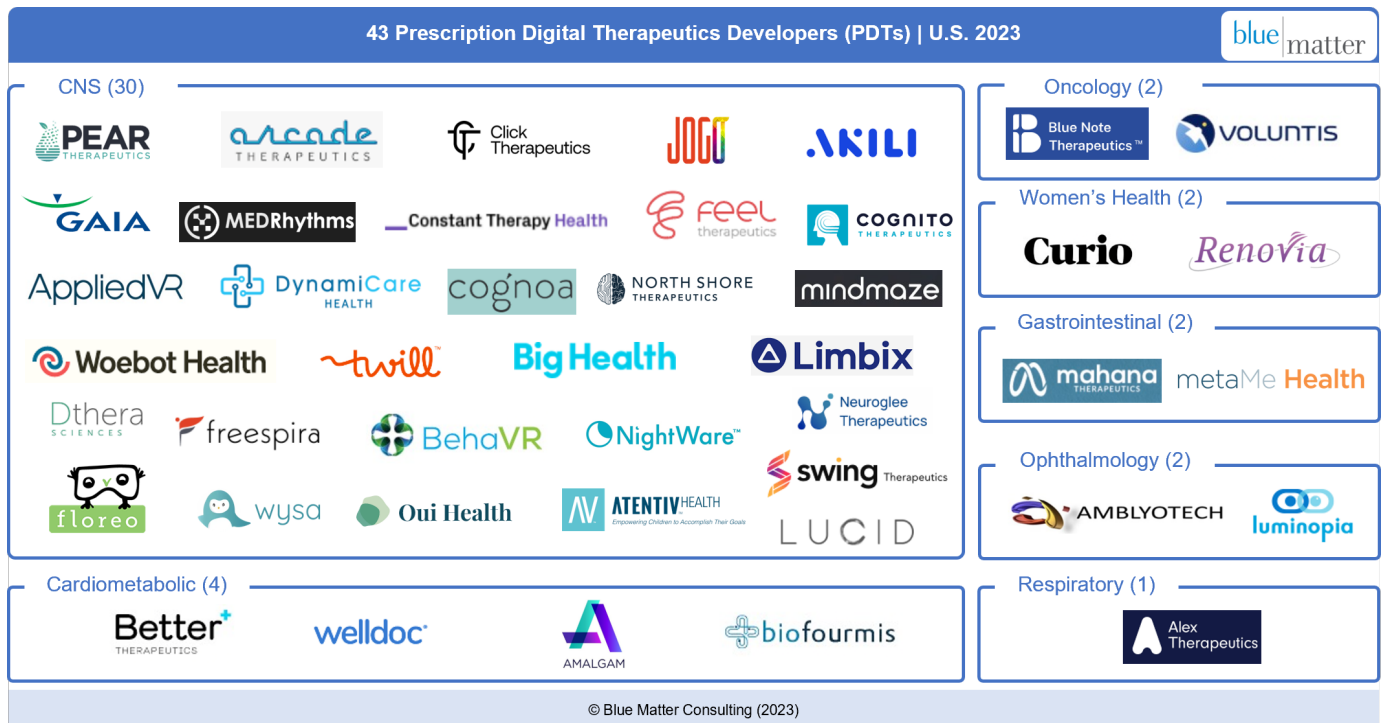 43 Prescription Digital Therapeutics Developers (PDTs) | U.S. 2023
blue matter
CNS (30)
PEAR
THERAPEUTICS
arcade
THERAPEUTICS
Click
Therapeutics
JOGO
AKILI
GAIA
MEDRhythms
Constant Therapy Health
FeeL
therapeutics
COGNITO
THERAPEUTICS
AppliedVR
DynamiCare
HEALTH
cognoa
NORTH SHORE
THERAPEUTICS
mindmaze
Woebot Health
twill™
Big Health
Limbix
Dthera
SCIENCES
freespira
BehaVR
NightWare™
Neuroglee
Therapeutics
floreo
wysa
Oui Health
AV
ATENTIV HEALTH
Empowering Children to Accomplish Their Goals
swing Therapeutics
LUCID
Cardiometabolic (4)
Better+
THERAPEUTICS
welldoc®
AMALGAM
biofourmis
Oncology (2)
Blue Note
Therapeutics™
VOLUNTIS
Women’s Health (2)
Curio
Renovia
Gastrointestinal (2)
mahana
THERAPEUTICS
metaMe Health
Ophthalmology (2)
AMBLYOTECH
luminopia
Respiratory (1)
Alex
Therapeutics
© Blue Matter Consulting (2023)